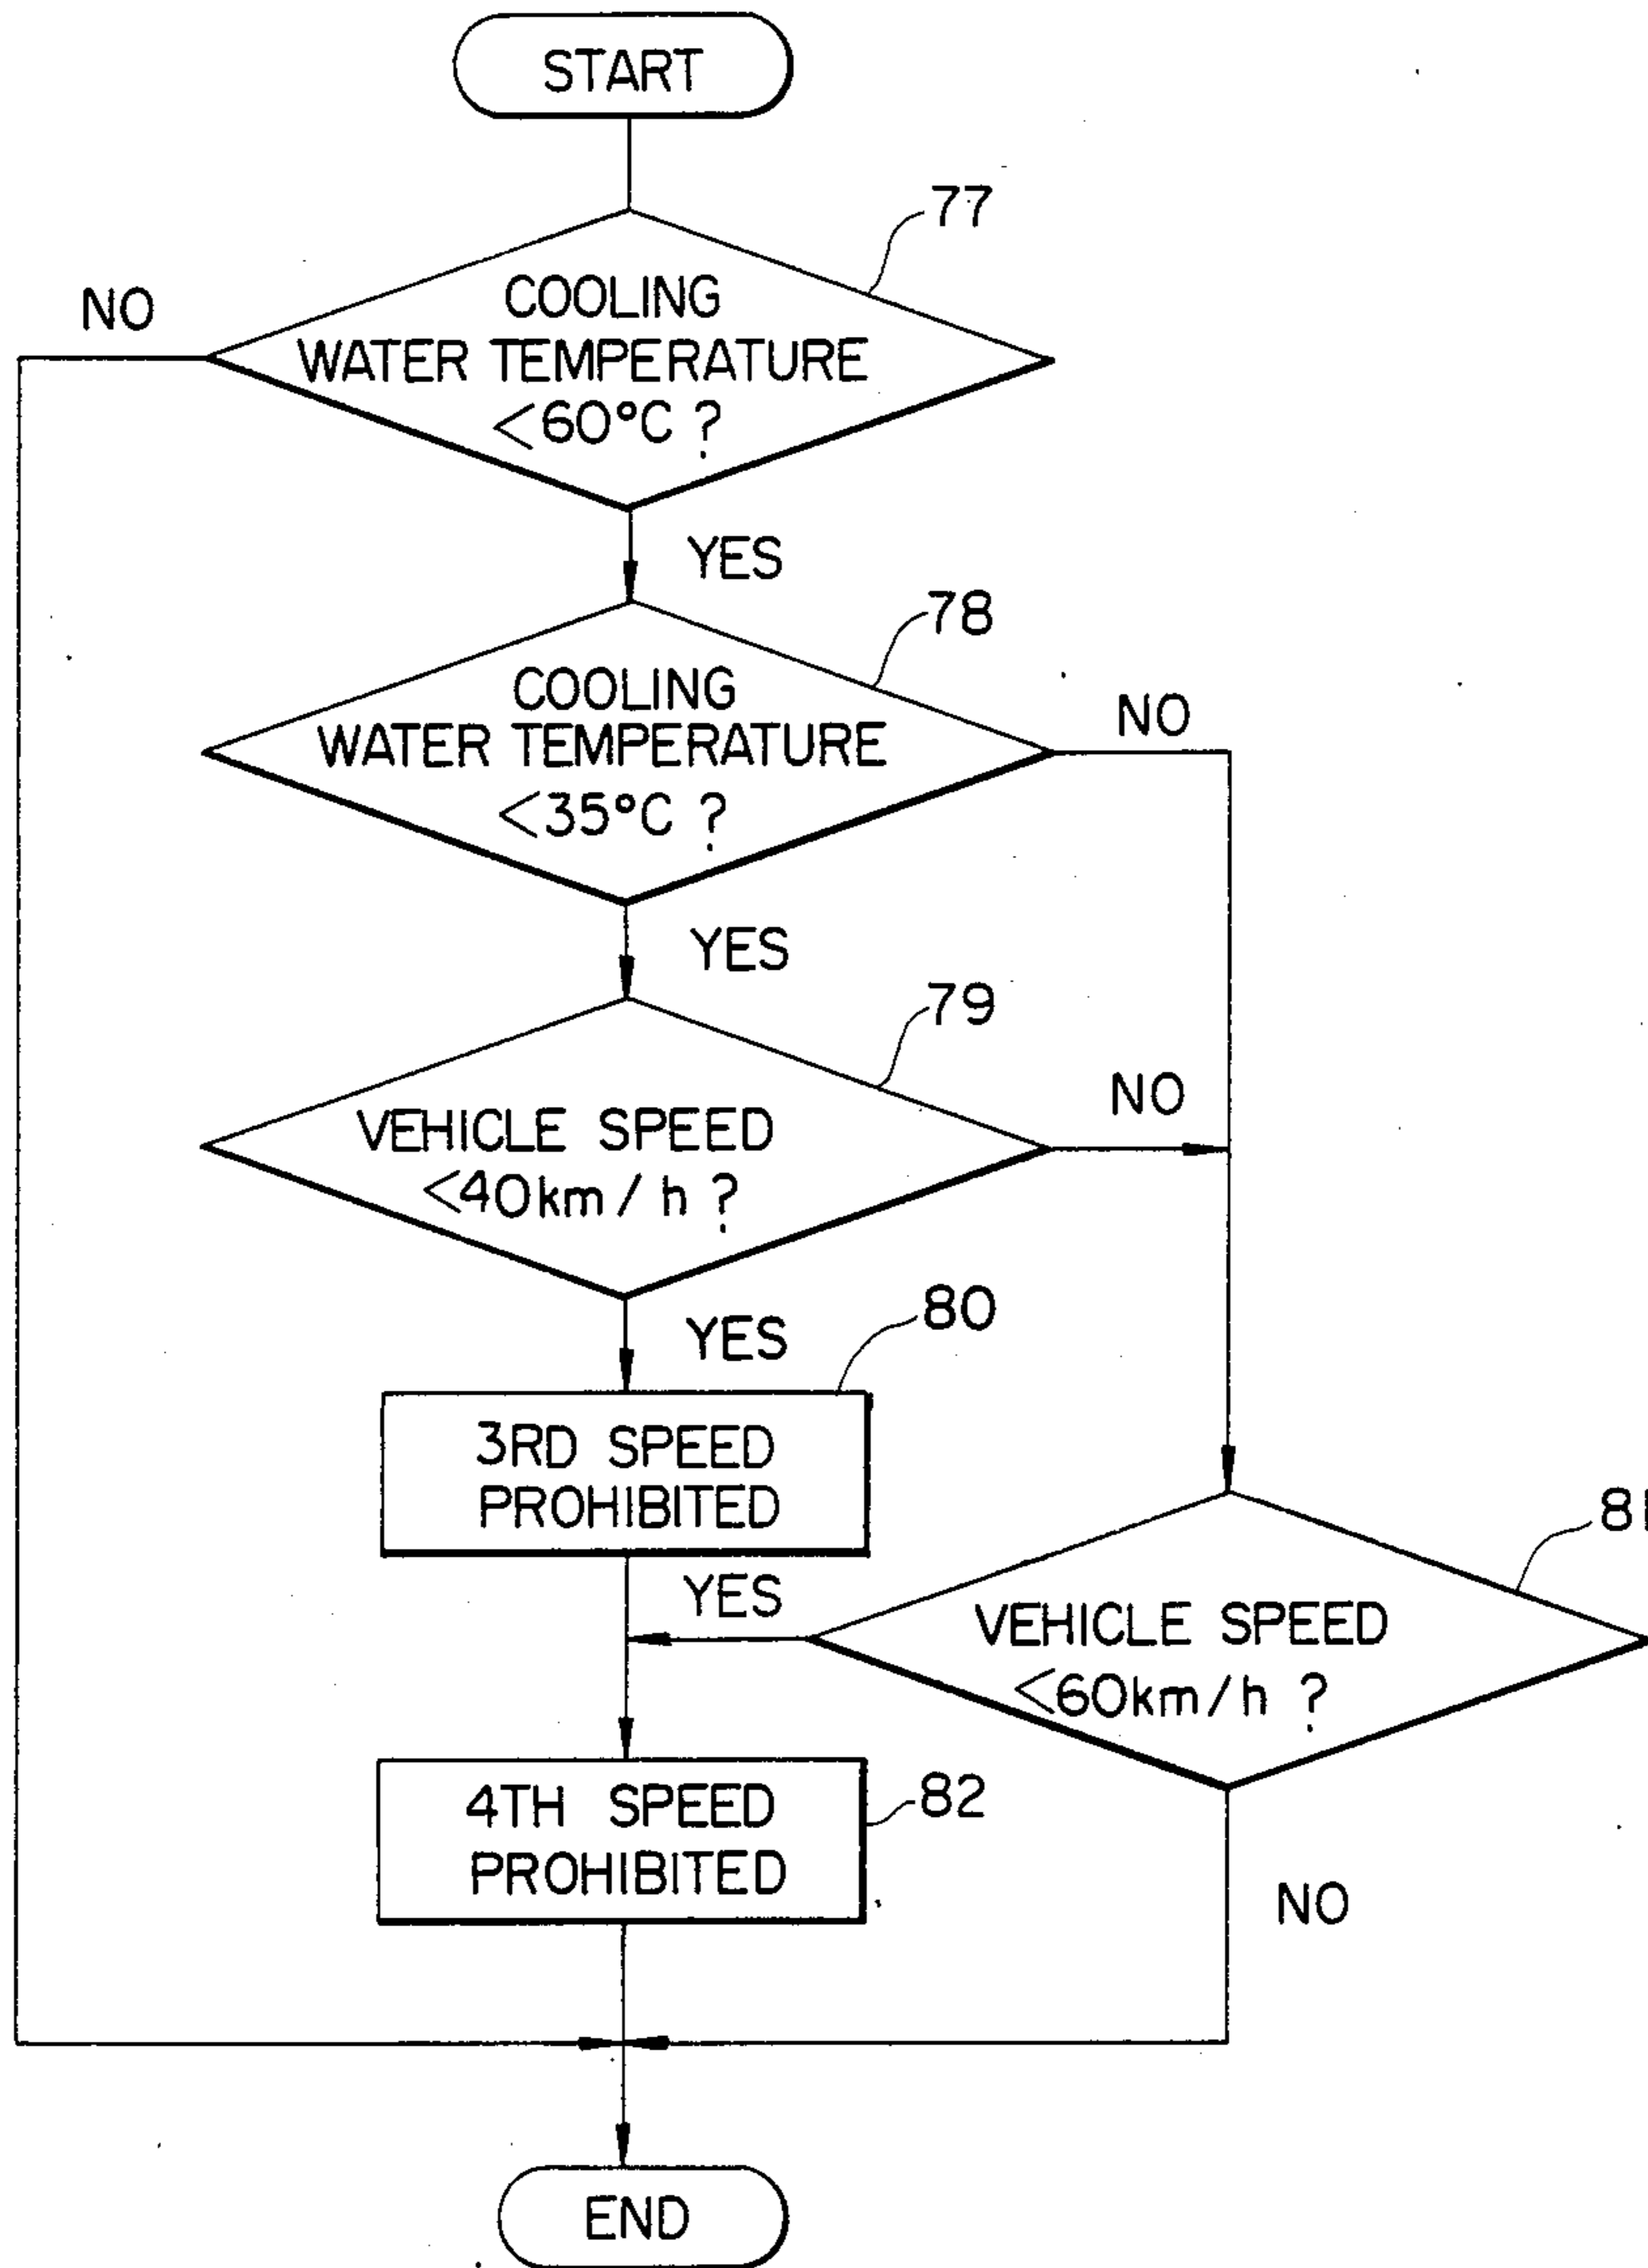 START
77
NO
COOLING
WATER TEMPERATURE
<60°C ?
YES
78
COOLING
WATER TEMPERATURE
<35°C ?
NO
YES
79
VEHICLE SPEED
<40km/h ?
NO
YES
80
3RD SPEED
PROHIBITED
81
YES
VEHICLE SPEED
<60km/h ?
4TH SPEED
PROHIBITED
82
NO
END